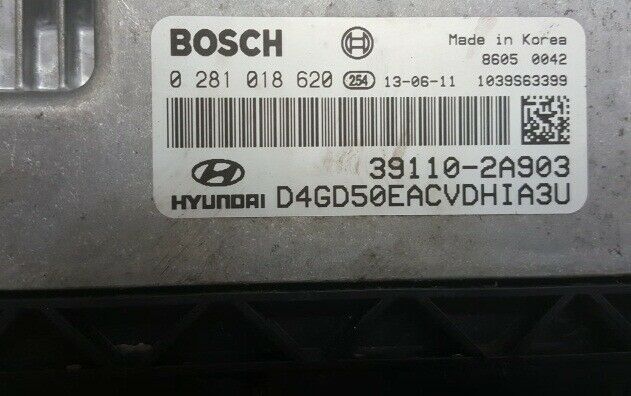 BOSCH
Made in Korea
8605 0042
0 281 018 620 254 13-06-11 1039S63399
39110-2A903
HYUNDAI D4GD50EACVDHIA3U